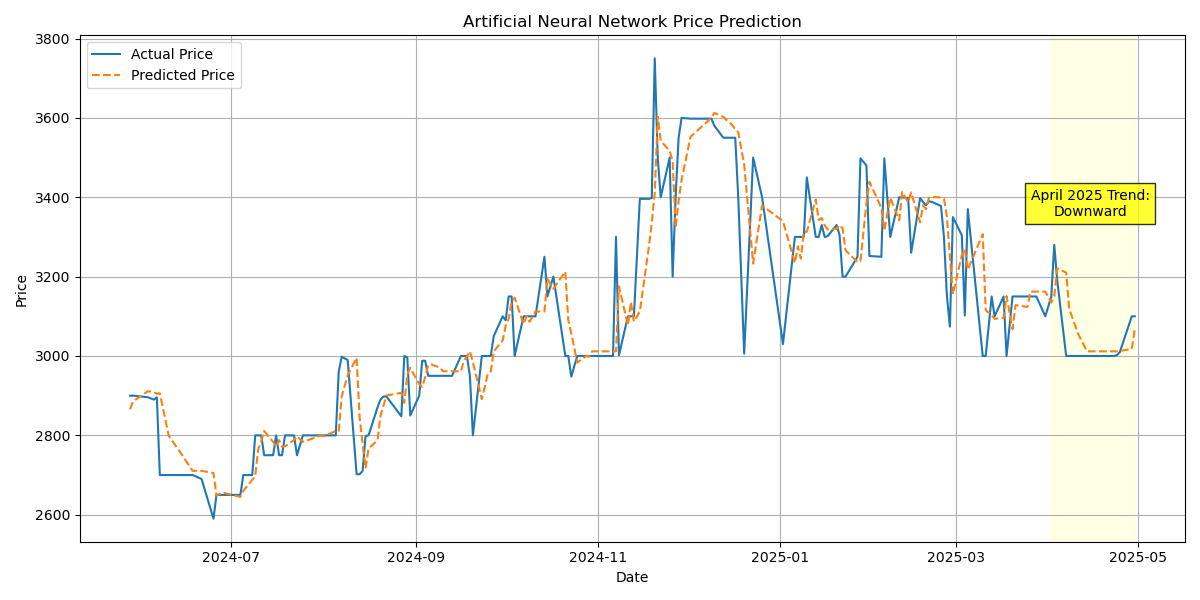 Artificial Neural Network Price Prediction
Actual Price
Predicted Price
April 2025 Trend:
Downward
Price
3800
3600
3400
3200
3000
2800
2600
2024-07
2024-09
2024-11
2025-01
2025-03
2025-05
Date